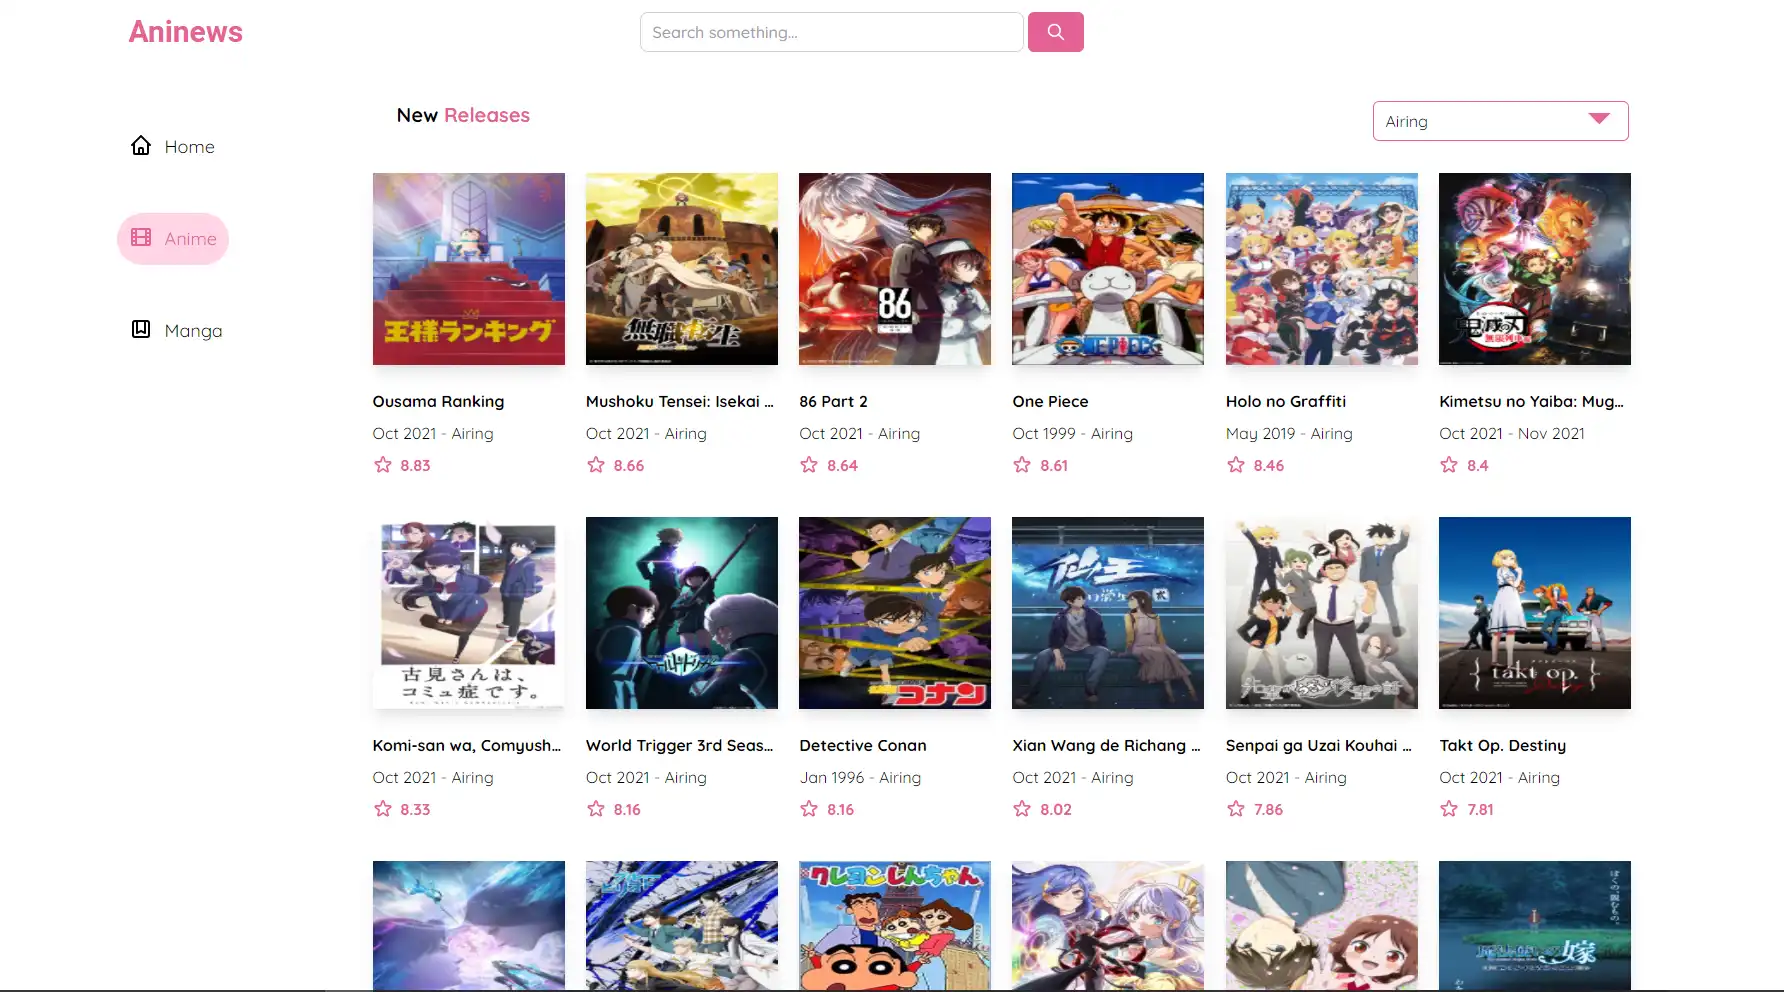 Aninews
Search something...
Home
Anime
Manga
New Releases
Airing
王様ランキング
無職転生
86
ONE PIECE
鬼滅の刃
無限列車編
Ousama Ranking
Mushoku Tensei: Isekai ...
86 Part 2
One Piece
Holo no Graffiti
Kimetsu no Yaiba: Mug...
Oct 2021 - Airing
Oct 2021 - Airing
Oct 2021 - Airing
Oct 1999 - Airing
May 2019 - Airing
Oct 2021 - Nov 2021
8.83
8.66
8.64
8.61
8.46
8.4
古見さんは、
コミュ症です。
コナン
takt op.
Komi-san wa, Comyush...
World Trigger 3rd Seas...
Detective Conan
Xian Wang de Richang ...
Senpai ga Uzai Kouhai ...
Takt Op. Destiny
Oct 2021 - Airing
Oct 2021 - Airing
Jan 1996 - Airing
Oct 2021 - Airing
Oct 2021 - Airing
Oct 2021 - Airing
8.33
8.16
8.16
8.02
7.86
7.81
クレヨンしんちゃん